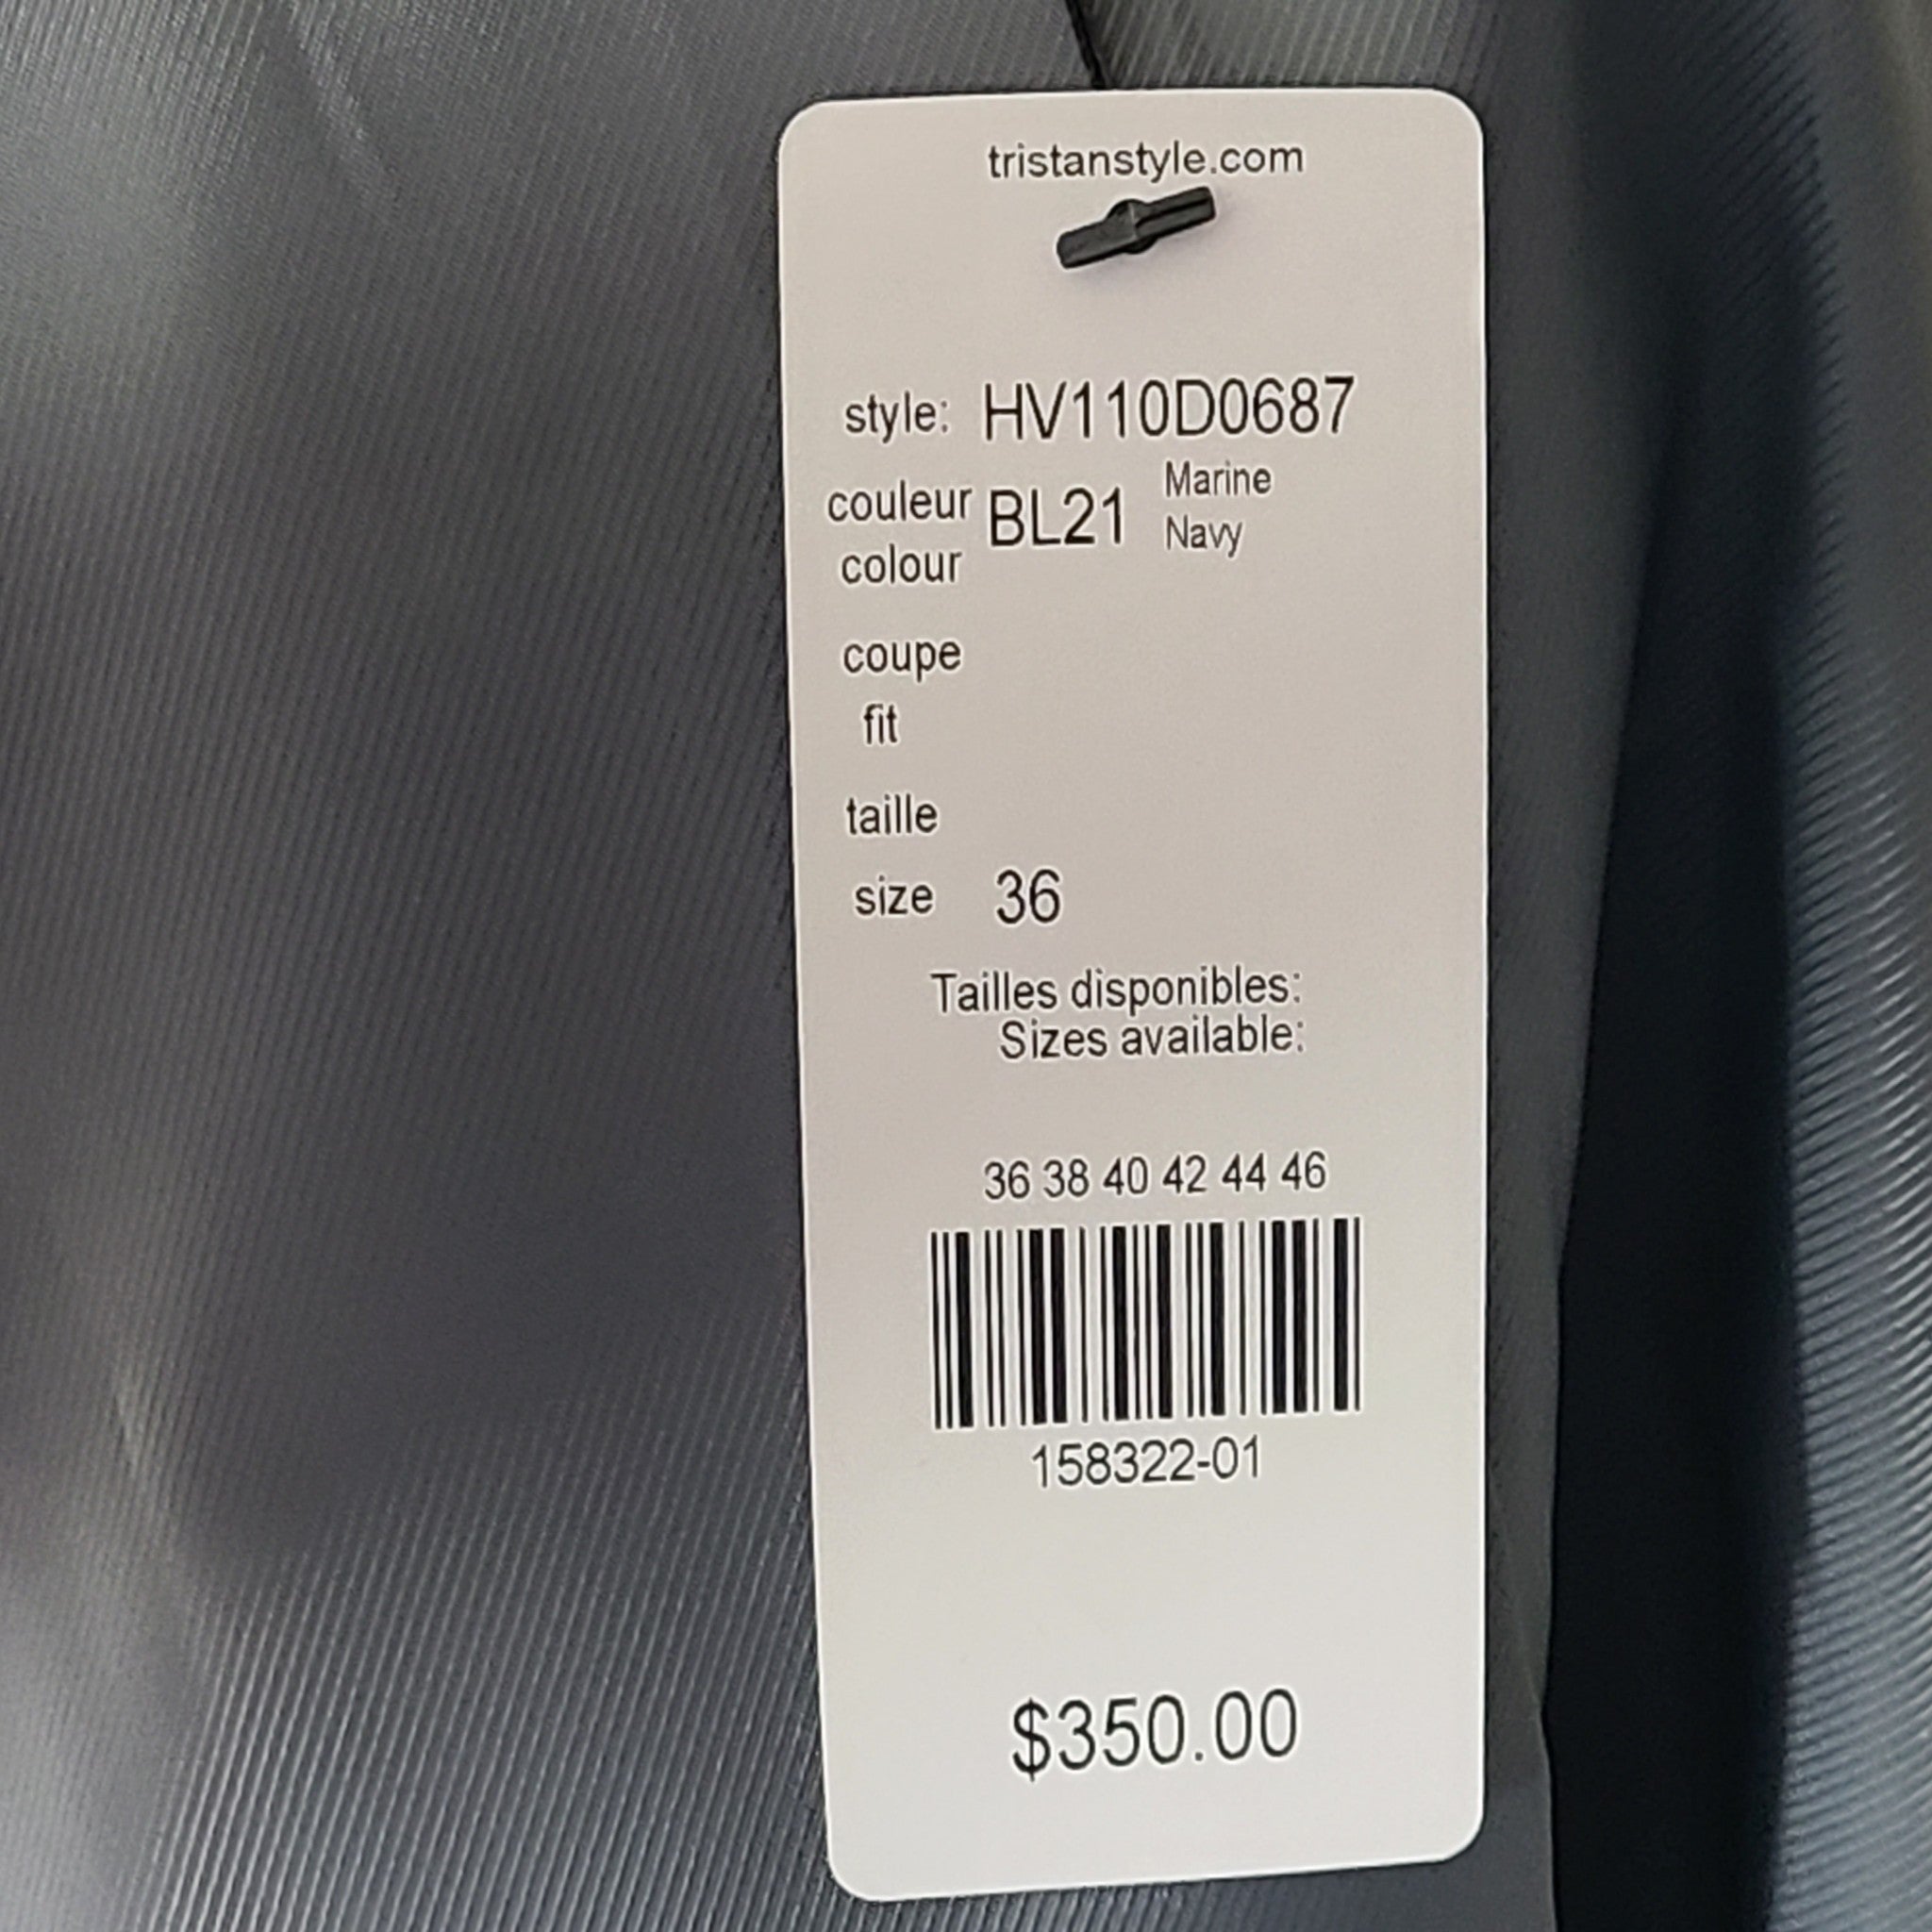 tristanstyle.com
style: HV110D0687
couleur BL21 Marine
colour Navy
coupe
fit
taille
size 36
Tailles disponibles:
Sizes available:
36 38 40 42 44 46
158322-01
$350.00